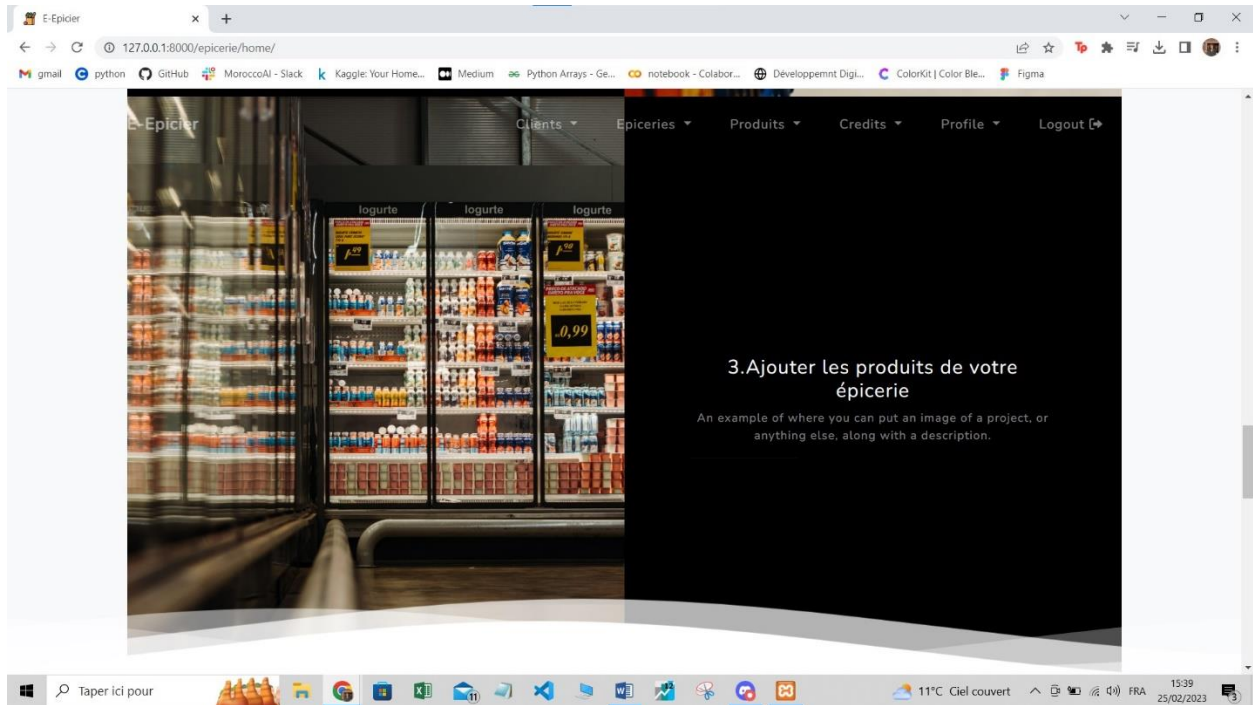 E-Epicier
127.0.0.1:8000/epicerie/home/
gmail
python
GitHub
MoroccoAI - Slack
Kaggle: Your Home...
Medium
Python Arrays - Ge...
notebook - Colabor...
Développemnt Digi...
ColorKit | Color Ble...
Figma
E-Epicier
Clients
Epiceries
Produits
Credits
Profile
Logout
Iogurte
Iogurte
Iogurte
0,99
3.Ajouter les produits de votre
épicerie
An example of where you can put an image of a project, or
anything else, along with a description.
Taper ici pour
11°C Ciel couvert
FRA
15:39
25/02/2023